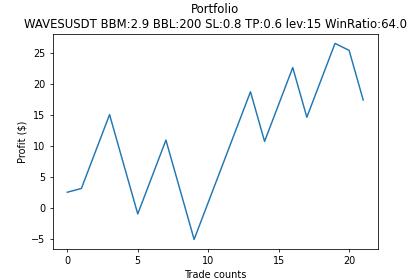 Portfolio
WAVESUSDT BBM:2.9 BBL:200 SL:0.8 TP:0.6 lev:15 WinRatio:64.0
25
20
15
10
5
0
−5
Profit ($)
0 5 10 15 20
Trade counts